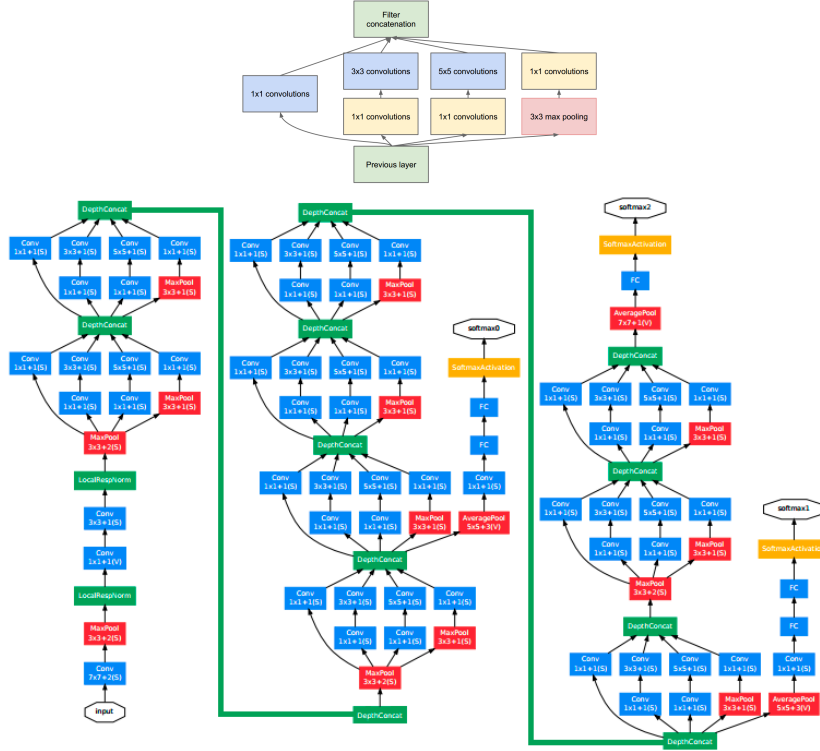 Filter
concatenation
3x3 convolutions 5x5 convolutions 1x1 convolutions
1x1 convolutions
1x1 convolutions 1x1 convolutions 3x3 max pooling
Previous layer
DepthConcat
Conv Conv Conv Conv
1x1+1(S) 3x3+1(S) 5x5+1(S) 1x1+1(S)
Conv Conv MaxPool
1x1+1(S) 1x1+1(S) 3x3+1(S)
DepthConcat
Conv Conv Conv Conv
1x1+1(S) 3x3+1(S) 5x5+1(S) 1x1+1(S)
Conv Conv MaxPool
1x1+1(S) 1x1+1(S) 3x3+1(S)
MaxPool
3x3+2(S)
LocalRespNorm
Conv
3x3+1(S)
Conv
1x1+1(V)
LocalRespNorm
MaxPool
3x3+2(S)
Conv
7x7+2(S)
input
DepthConcat
Conv Conv Conv Conv
1x1+1(S) 3x3+1(S) 5x5+1(S) 1x1+1(S)
Conv Conv MaxPool
1x1+1(S) 1x1+1(S) 3x3+1(S)
DepthConcat
softmax0
Conv Conv Conv Conv
1x1+1(S) 3x3+1(S) 5x5+1(S) 1x1+1(S)
SoftmaxActivation
Conv Conv MaxPool
1x1+1(S) 1x1+1(S) 3x3+1(S)
FC
DepthConcat
FC
Conv Conv Conv Conv Conv
1x1+1(S) 3x3+1(S) 5x5+1(S) 1x1+1(S) 1x1+1(S)
Conv Conv MaxPool AveragePool
1x1+1(S) 1x1+1(S) 3x3+1(S) 5x5+3(V)
DepthConcat
Conv Conv Conv Conv
1x1+1(S) 3x3+1(S) 5x5+1(S) 1x1+1(S)
Conv Conv MaxPool
1x1+1(S) 1x1+1(S) 3x3+1(S)
MaxPool
3x3+2(S)
DepthConcat
softmax2
SoftmaxActivation
FC
AveragePool
7x7+1(V)
DepthConcat
Conv Conv Conv Conv
1x1+1(S) 3x3+1(S) 5x5+1(S) 1x1+1(S)
Conv Conv MaxPool
1x1+1(S) 1x1+1(S) 3x3+1(S)
DepthConcat
Conv Conv Conv Conv
1x1+1(S) 3x3+1(S) 5x5+1(S) 1x1+1(S)
softmax1
Conv Conv MaxPool
1x1+1(S) 1x1+1(S) 3x3+1(S)
SoftmaxActivation
MaxPool
3x3+2(S)
FC
DepthConcat
FC
Conv Conv Conv Conv Conv
1x1+1(S) 3x3+1(S) 5x5+1(S) 1x1+1(S) 1x1+1(S)
Conv Conv MaxPool AveragePool
1x1+1(S) 1x1+1(S) 3x3+1(S) 5x5+3(V)
DepthConcat